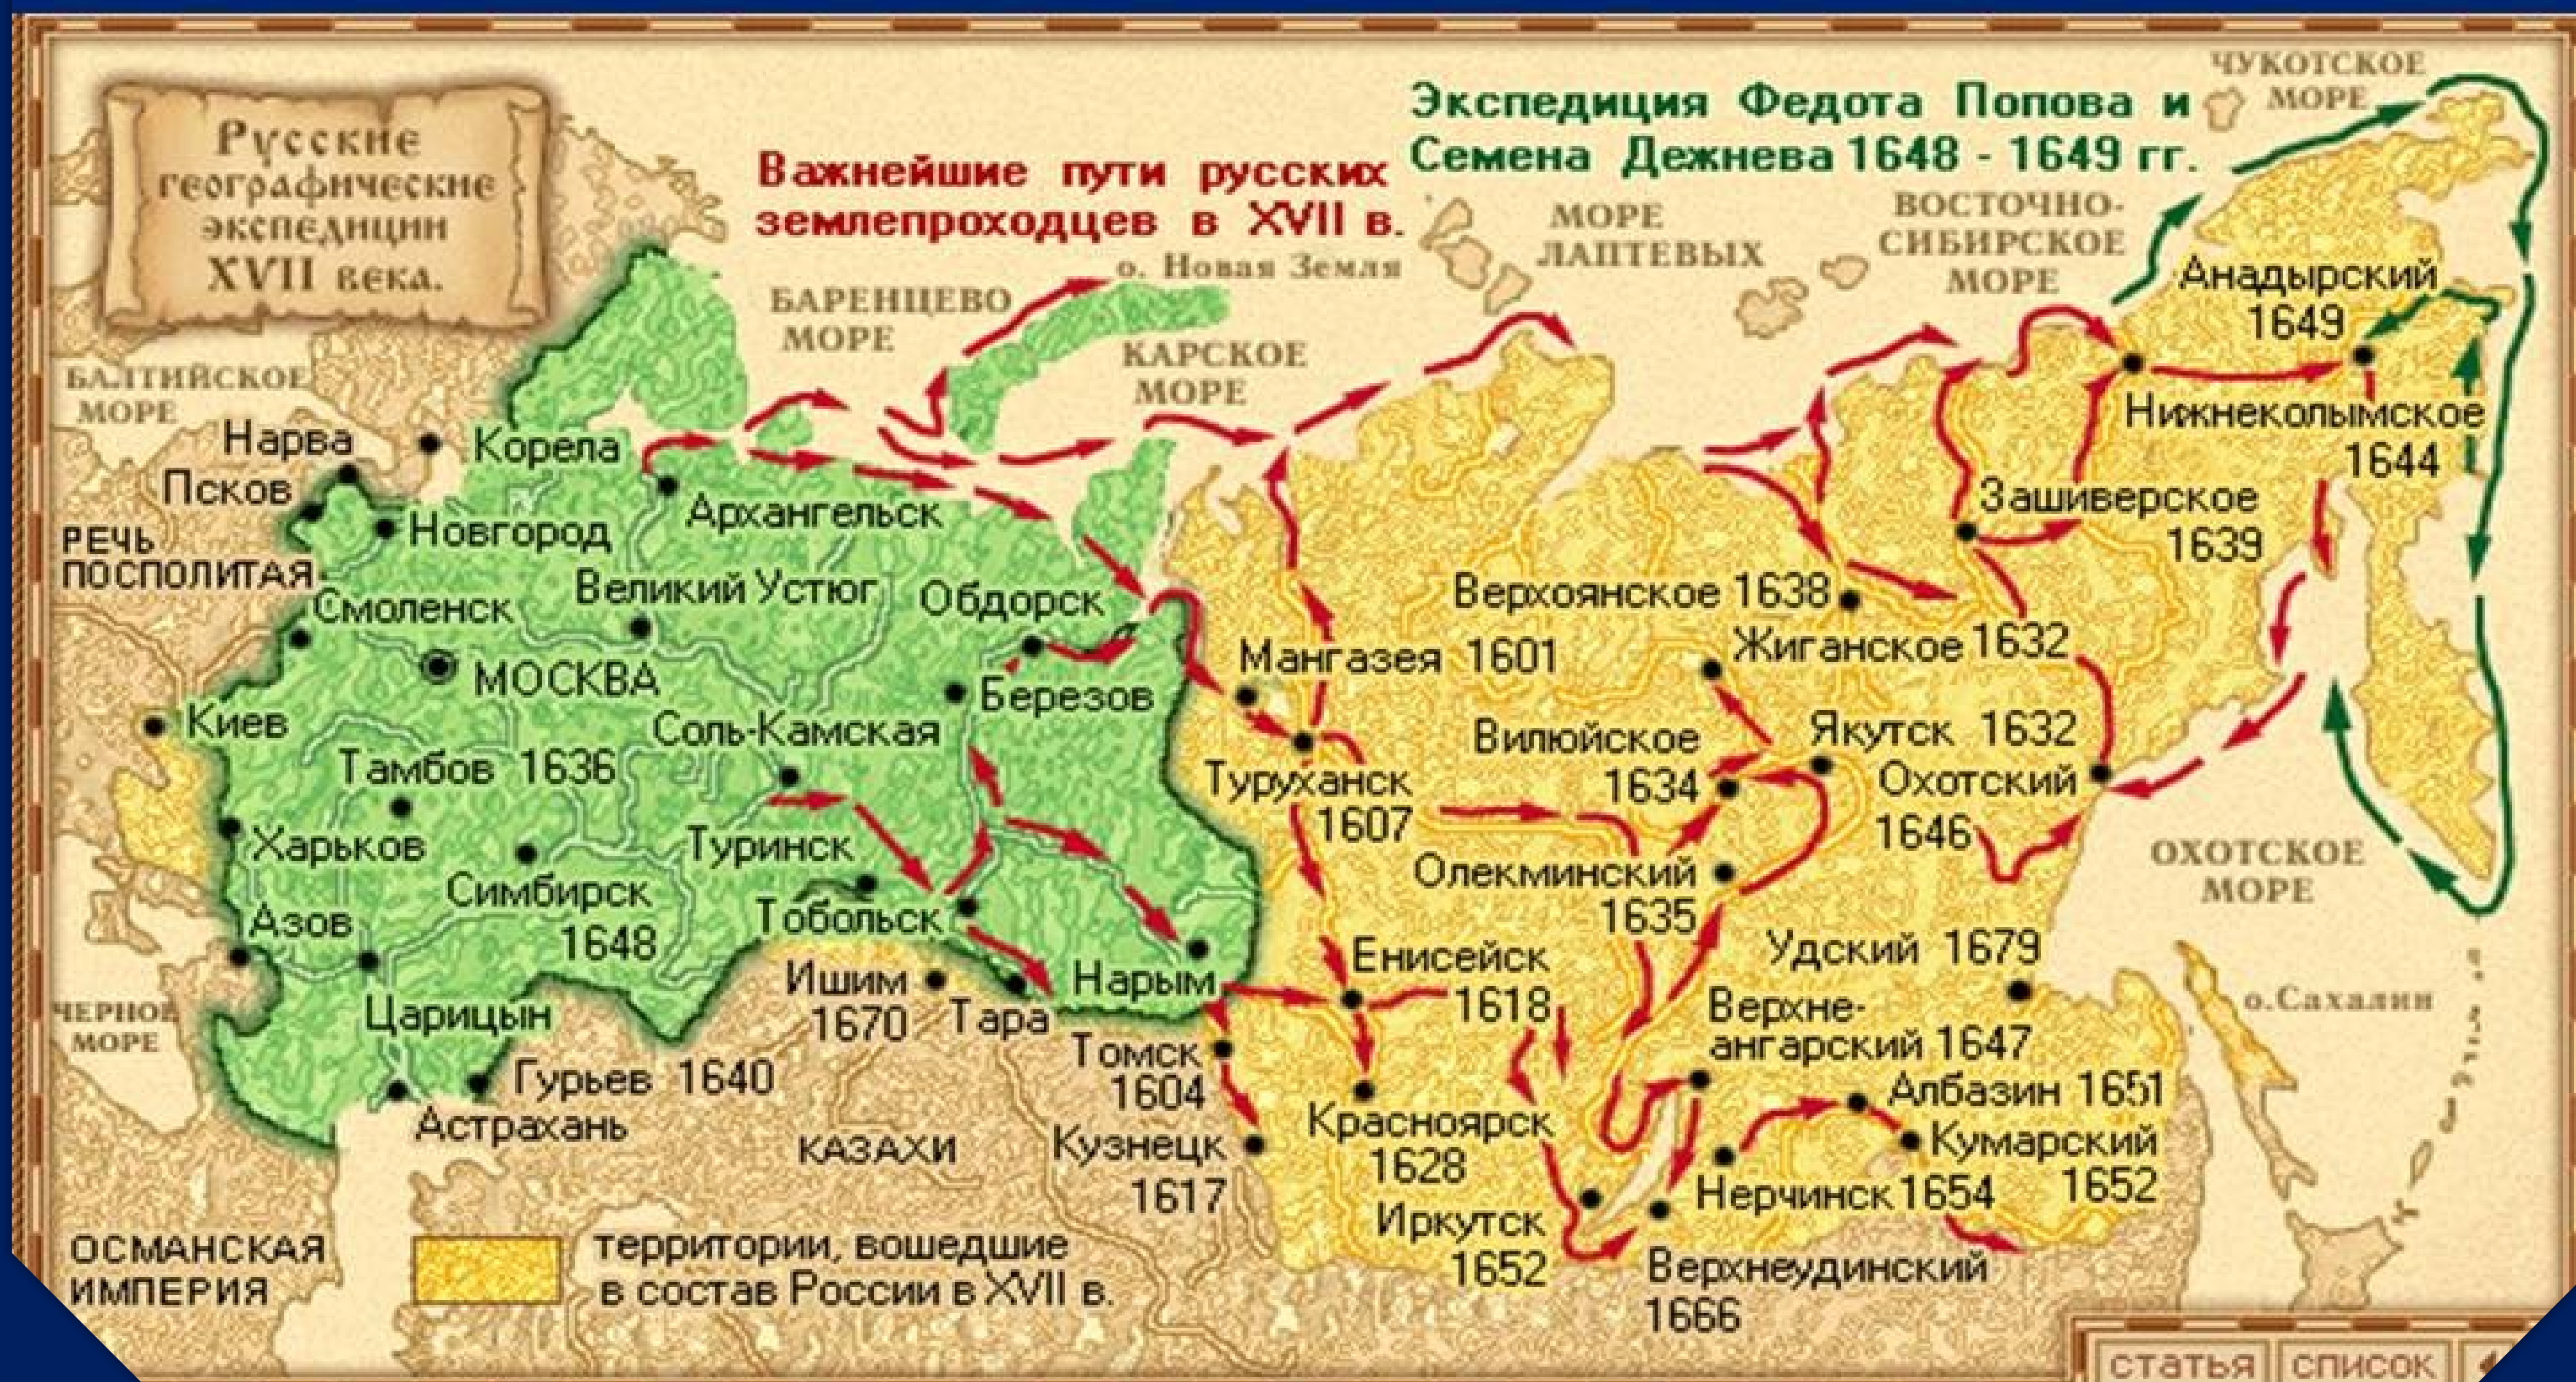 Русские
географические
экспедиции
XVII века.
Важнейшие пути русских
землепроходцев в XVII в.
Экспедиция Федота Попова и
Семена Дежнева 1648 - 1649 гг.
ЧУКОТСКОЕ
МОРЕ
о. Новая Земля
БАРЕНЦЕВО
МОРЕ
КАРСКОЕ
МОРЕ
МОРЕ
ЛАПТЕВЫХ
ВОСТОЧНО-
СИБИРСКОЕ
МОРЕ
Анадырский
1649
БАЛТИЙСКОЕ
МОРЕ
Нарва
Корела
Псков
Архангельск
Новгород
РЕЧЬ
ПОСПОЛИТАЯ
Смоленск
Великий Устюг
Обдорск
МОСКВА
Березов
Киев
Соль-Камская
Тамбов 1636
Харьков
Туринск
Симбирск
1648
Азов
Тобольск
Царицын
Ишим
1670
Тара
Нарым
ЧЕРНОЕ
МОРЕ
Гурьев 1640
Астрахань
КАЗАХИ
Томск
1604
Кузнецк
1617
Нижнеколымское
1644
Зашиверское
1639
Верхоянское 1638
Жиганское 1632
Мангазея 1601
Вилюйское
1634
Якутск 1632
Охотский
1646
Туруханск
1607
Олекминский
1635
ОХОТСКОЕ
МОРЕ
Енисейск
1618
Удский 1679
Верхне-
ангарский 1647
о.Сахалин
Албазин 1651
Красноярск
1628
Кумарский
1652
Нерчинск 1654
Иркутск
1652
Верхнеудинский
1666
ОСМАНСКАЯ
ИМПЕРИЯ
территории, вошедшие
в состав России в XVII в.
статья
список